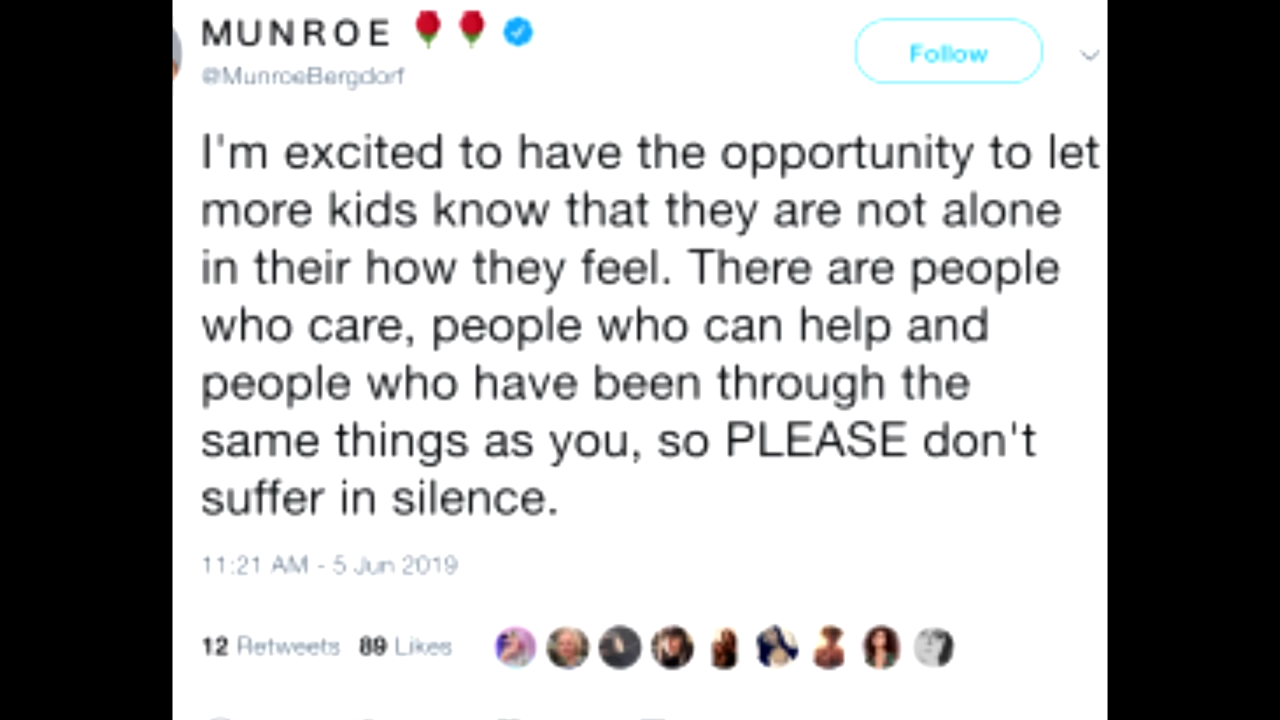 MUNROE 🌹🌹
@MunroeBergdorf
Follow
I'm excited to have the opportunity to let
more kids know that they are not alone
in their how they feel. There are people
who care, people who can help and
people who have been through the
same things as you, so PLEASE don't
suffer in silence.
11:21 AM - 5 Jun 2019
12 Retweets 89 Likes